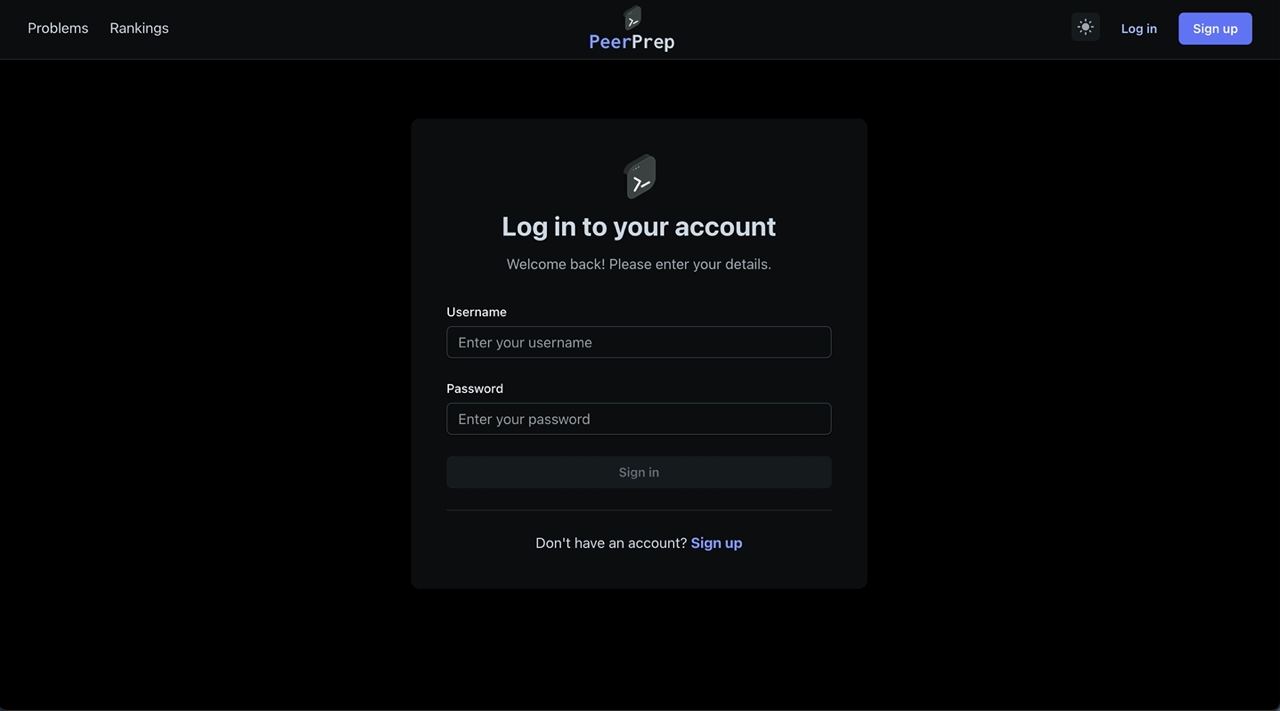 Problems Rankings
PeerPrep
Log in Sign up
Log in to your account
Welcome back! Please enter your details.
Username
Enter your username
Password
Enter your password
Sign in
Don't have an account? Sign up